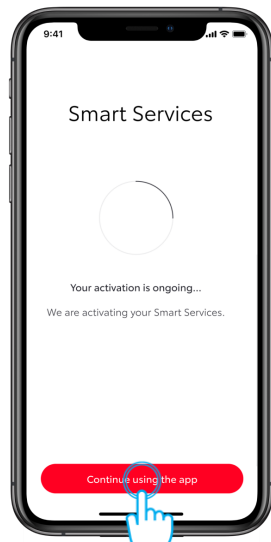 9:41
Smart Services
Your activation is ongoing...
We are activating your Smart Services.
Continue using the app